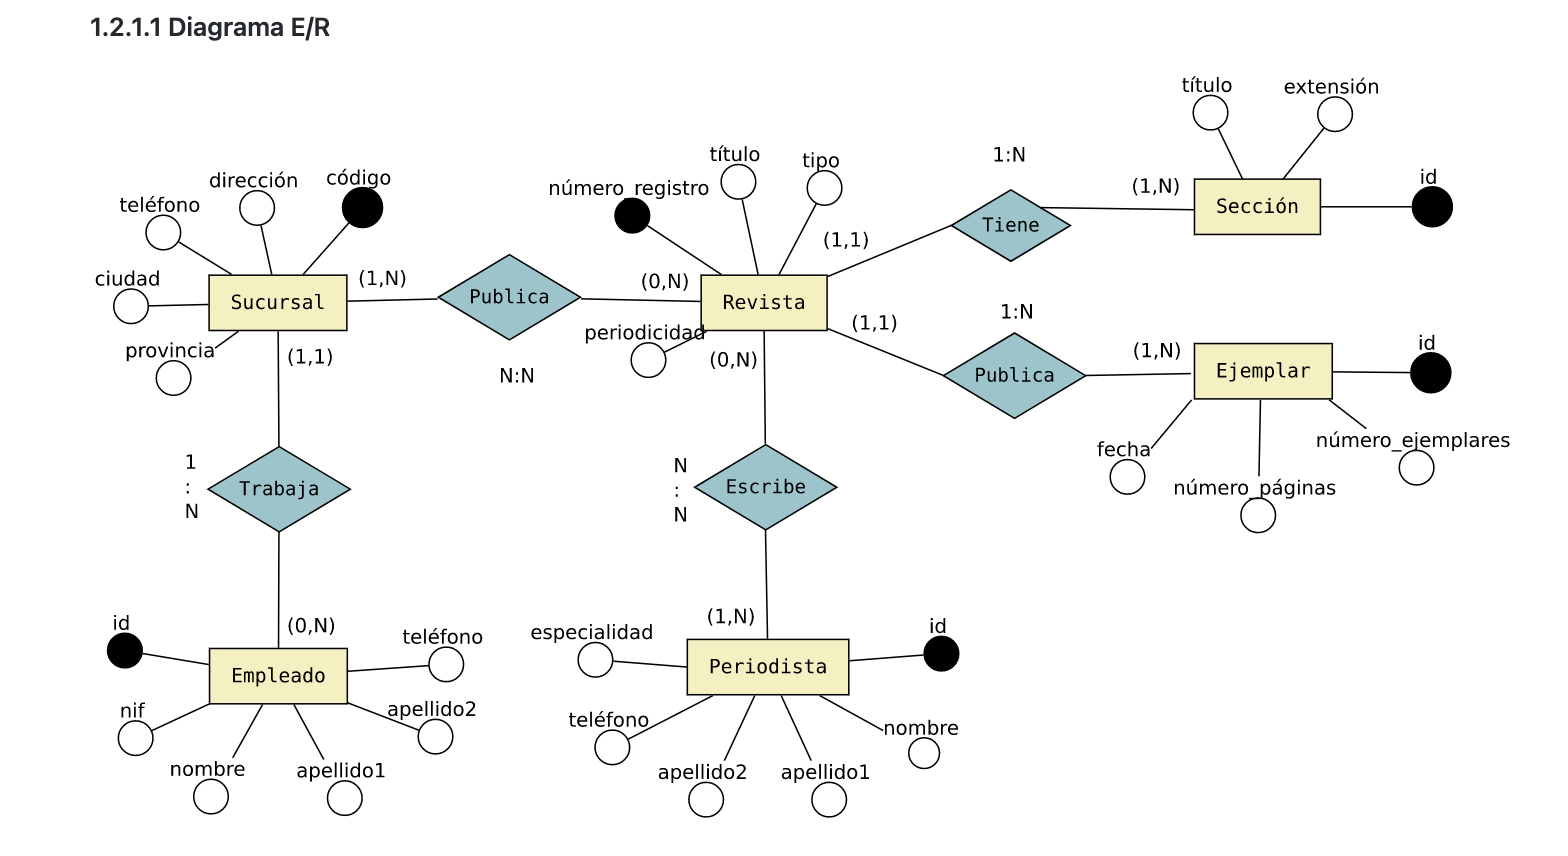 1.2.1.1 Diagrama E/R
título
extensión
1:N
título
tipo
(1,N)
id
dirección
código
número_registro
Sección
teléfono
Tiene
(1,1)
ciudad
(1,N)
(0,N)
Sucursal
Publica
Revista
1:N
(1,1)
periodicidad
provincia
(1,1)
(0,N)
(1,N)
id
N:N
Publica
Ejemplar
número_ejemplares
fecha
1
:
N
Trabaja
N
:
N
Escribe
número_páginas
id
(0,N)
teléfono
especialidad
(1,N)
id
Empleado
Periodista
nif
apellido2
teléfono
nombre
nombre
apellido1
apellido2
apellido1